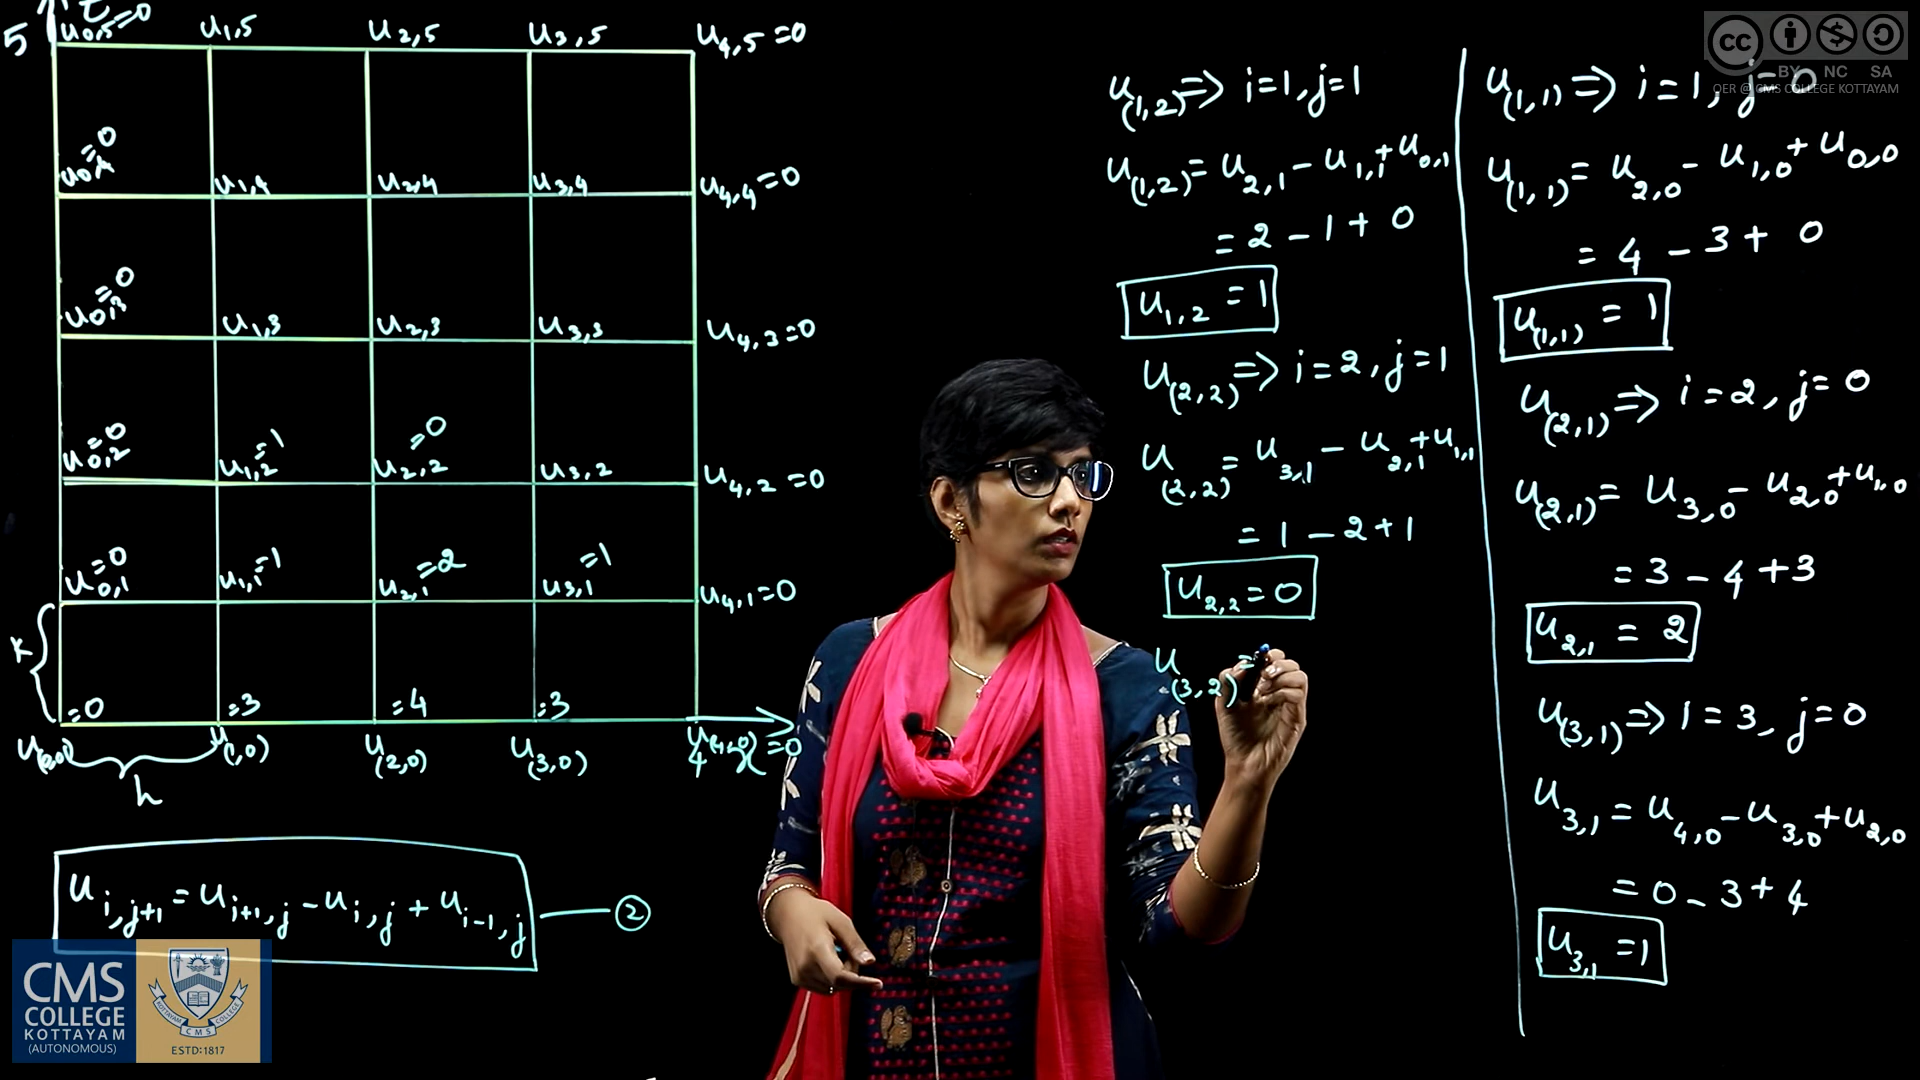 t
5
u0,5=0 u1,5 u2,5 u3,5 u4,5=0
u0,4=0 u1,4 u2,4 u3,4 u4,4=0
u0,3=0 u1,3 u2,3 u3,3 u4,3=0
u0,2=0 u1,2=1 u2,2=0 u3,2 u4,2=0
u0,1=0 u1,1=1 u2,1=2 u3,1=1 u4,1=0
K
=0 =3 =4 =3
u(0,0) u(1,0) u(2,0) u(3,0) u(4,0)=0
4
h
u i,j+1 = u i+1,j - u i,j + u i-1,j — ②
u(1,2) => i=1, j=1
u(1,2) = u2,1 - u1,1 + u0,1
= 2 - 1 + 0
u1,2 = 1
u(2,2) => i=2, j=1
u(2,2) = u3,1 - u2,1 + u1,1
= 1 - 2 + 1
u2,2 = 0
u(3,2) =
u(1,1) => i=1, j=0
u(1,1) = u2,0 - u1,0 + u0,0
= 4 - 3 + 0
u(1,1) = 1
u(2,1) => i=2, j=0
u(2,1) = u3,0 - u2,0 + u1,0
= 3 - 4 + 3
u2,1 = 2
u(3,1) => i=3, j=0
u3,1 = u4,0 - u3,0 + u2,0
= 0 - 3 + 4
u3,1 = 1
cc
BY NC SA
OER @ CMS COLLEGE KOTTAYAM
CMS
COLLEGE
KOTTAYAM
(AUTONOMOUS)
KOTTAYAM
CMS
COLLEGE
ESTD:1817